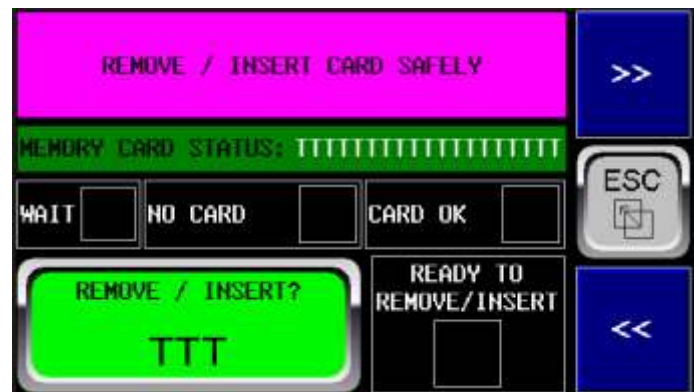 REMOVE / INSERT CARD SAFELY
>>
MEMORY CARD STATUS: TTTTTTTTTTTTTTTTTTTT
ESC
WAIT
NO CARD
CARD OK
REMOVE / INSERT?
TTT
READY TO
REMOVE/INSERT
<<